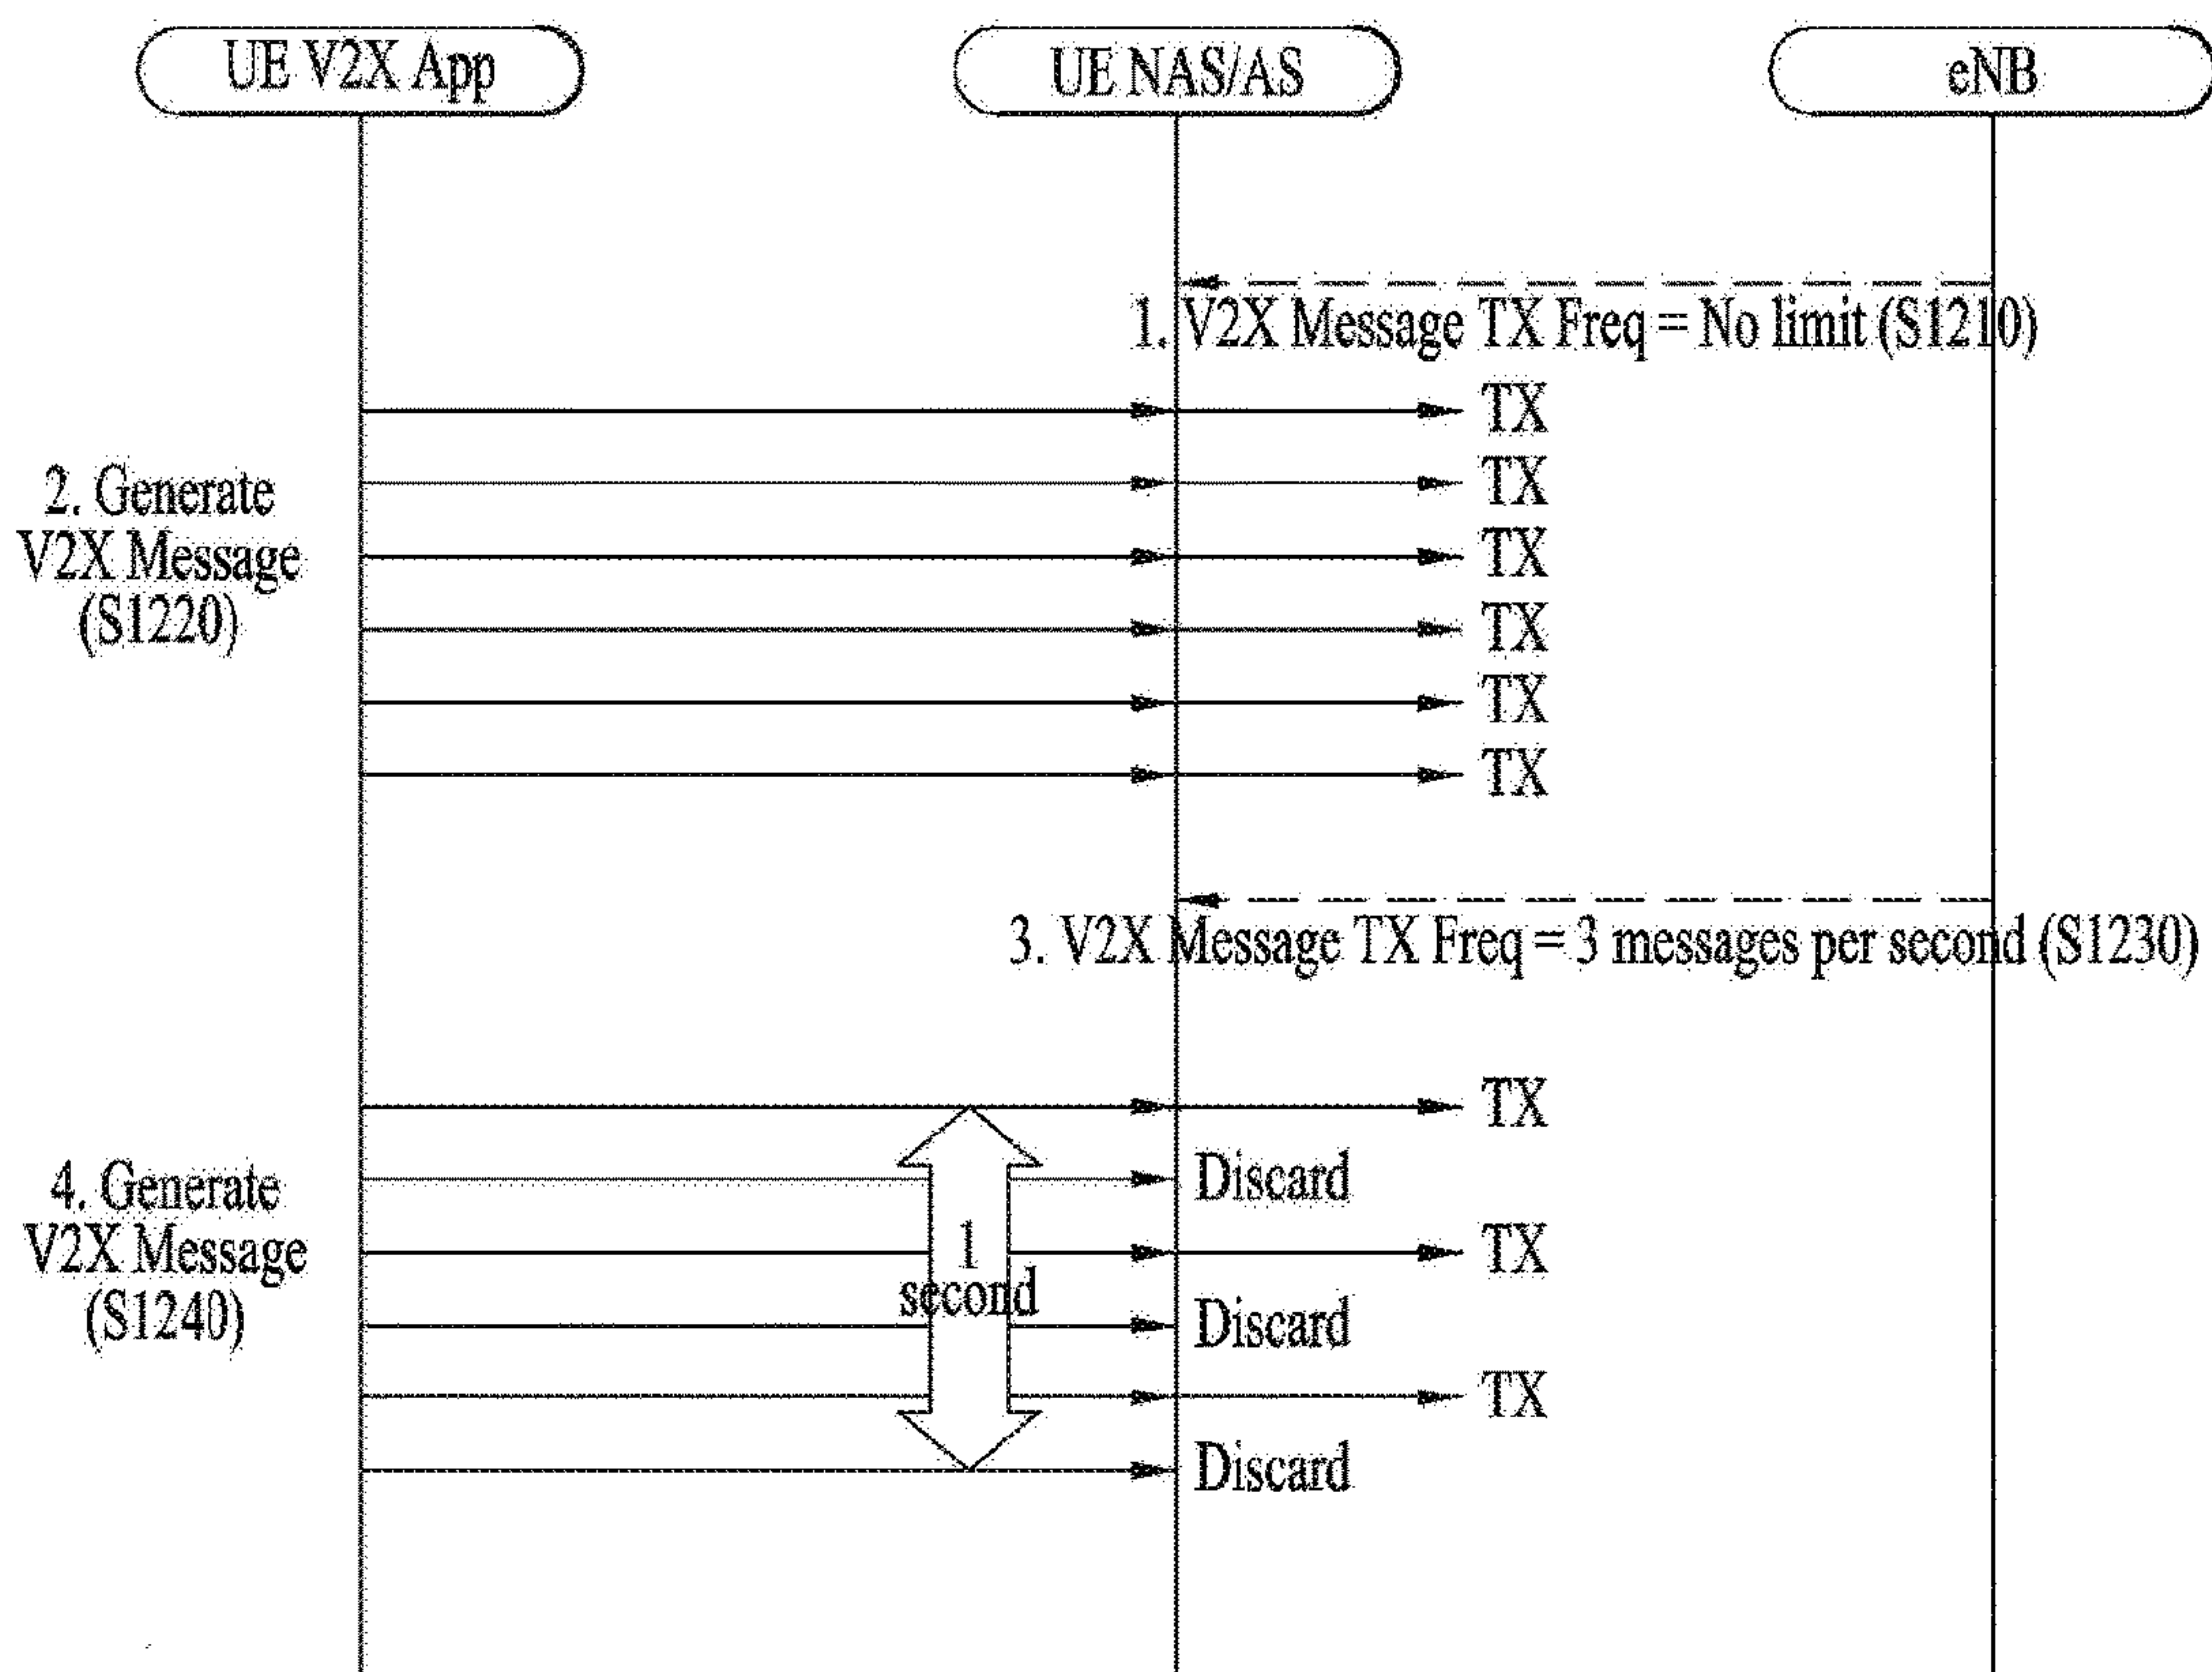 UE V2X App
UE NAS/AS
eNB
1. V2X Message TX Freq = No limit (S1210)
TX
TX
2. Generate
V2X Message
(S1220)
TX
TX
TX
TX
3. V2X Message TX Freq = 3 messages per second (S1230)
TX
4. Generate
V2X Message
(S1240)
Discard
1
second
TX
Discard
TX
Discard